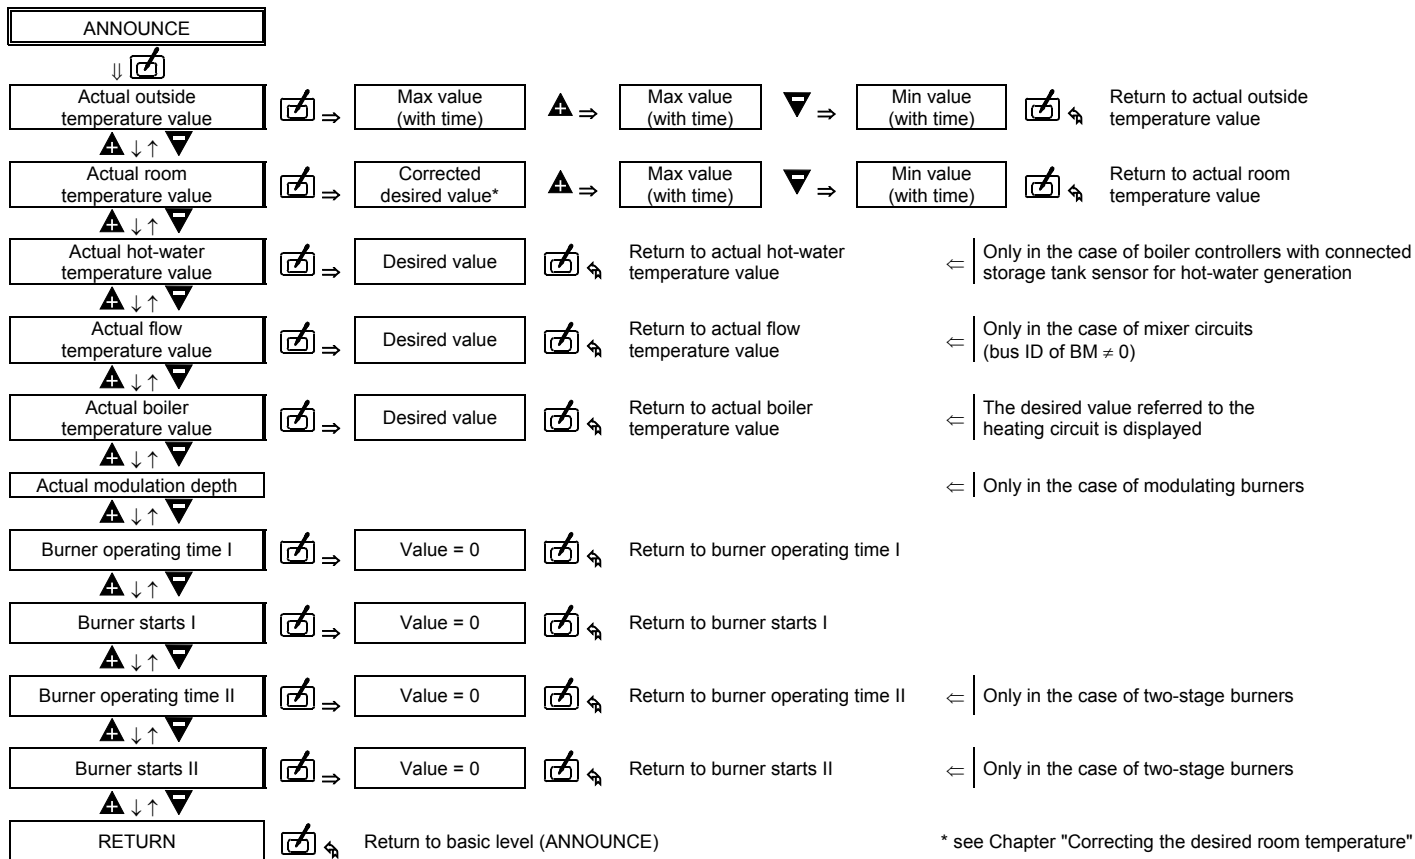 ANNOUNCE
⇓
Actual outside
temperature value
⇒
Max value
(with time)
+ ⇒
Max value
(with time)
− ⇒
Min value
(with time)
Return to actual outside
temperature value
+ ↓↑ −
Actual room
temperature value
⇒
Corrected
desired value*
+ ⇒
Max value
(with time)
− ⇒
Min value
(with time)
Return to actual room
temperature value
+ ↓↑ −
Actual hot-water
temperature value
⇒
Desired value
Return to actual hot-water
temperature value
⇐
Only in the case of boiler controllers with connected
storage tank sensor for hot-water generation
+ ↓↑ −
Actual flow
temperature value
⇒
Desired value
Return to actual flow
temperature value
⇐
Only in the case of mixer circuits
(bus ID of BM ≠ 0)
+ ↓↑ −
Actual boiler
temperature value
⇒
Desired value
Return to actual boiler
temperature value
⇐
The desired value referred to the
heating circuit is displayed
+ ↓↑ −
Actual modulation depth
⇐
Only in the case of modulating burners
+ ↓↑ −
Burner operating time I
⇒
Value = 0
Return to burner operating time I
+ ↓↑ −
Burner starts I
⇒
Value = 0
Return to burner starts I
+ ↓↑ −
Burner operating time II
⇒
Value = 0
Return to burner operating time II
⇐
Only in the case of two-stage burners
+ ↓↑ −
Burner starts II
⇒
Value = 0
Return to burner starts II
⇐
Only in the case of two-stage burners
+ ↓↑ −
RETURN
Return to basic level (ANNOUNCE)
* see Chapter "Correcting the desired room temperature"